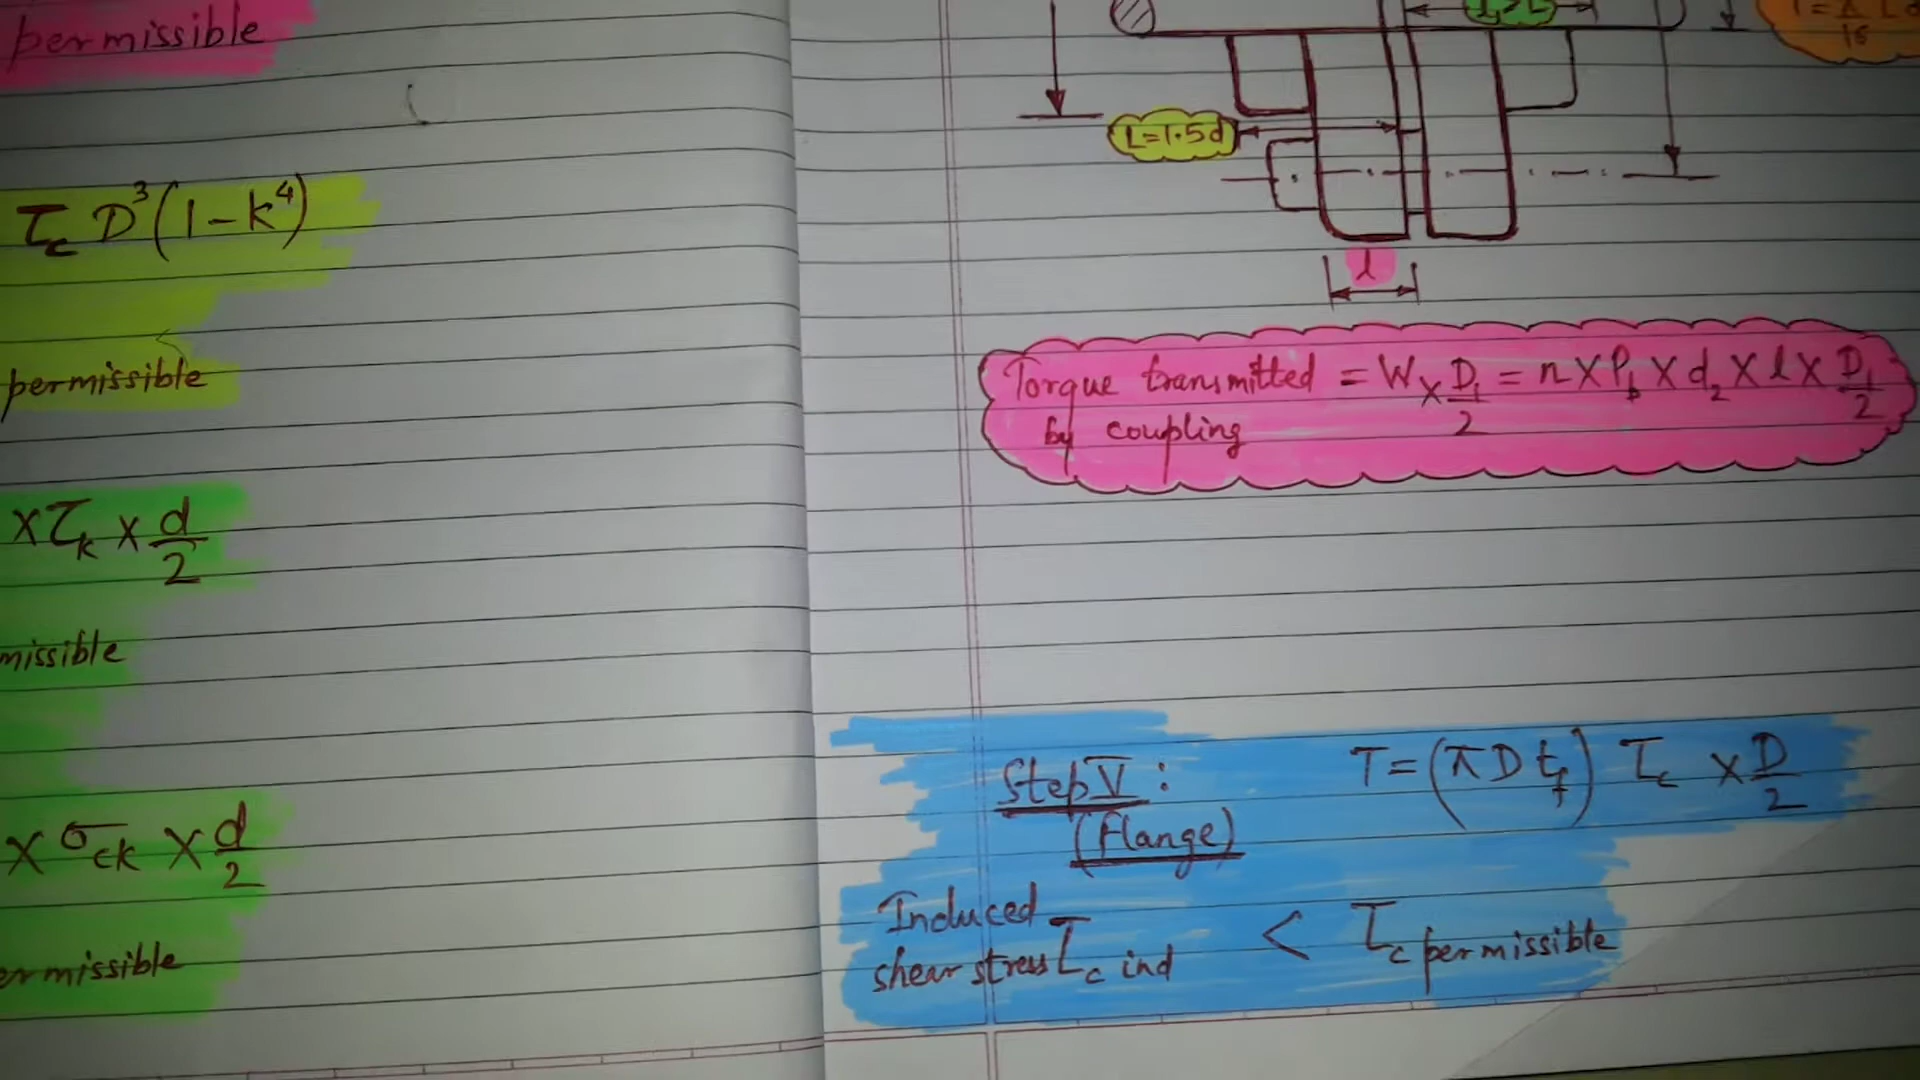 permissible
τc D³(1-k⁴)
permissible
×τk × d/2
missible
×σck × d/2
ermissible
L=1.5d
l
Torque transmitted = W × D₁/2 = n × Pb × d₂ × l × D₁/2
by coupling
Step V : T = (π D tf) τc × D/2
(Flange)
Induced
shear stress τc ind < τc permissible